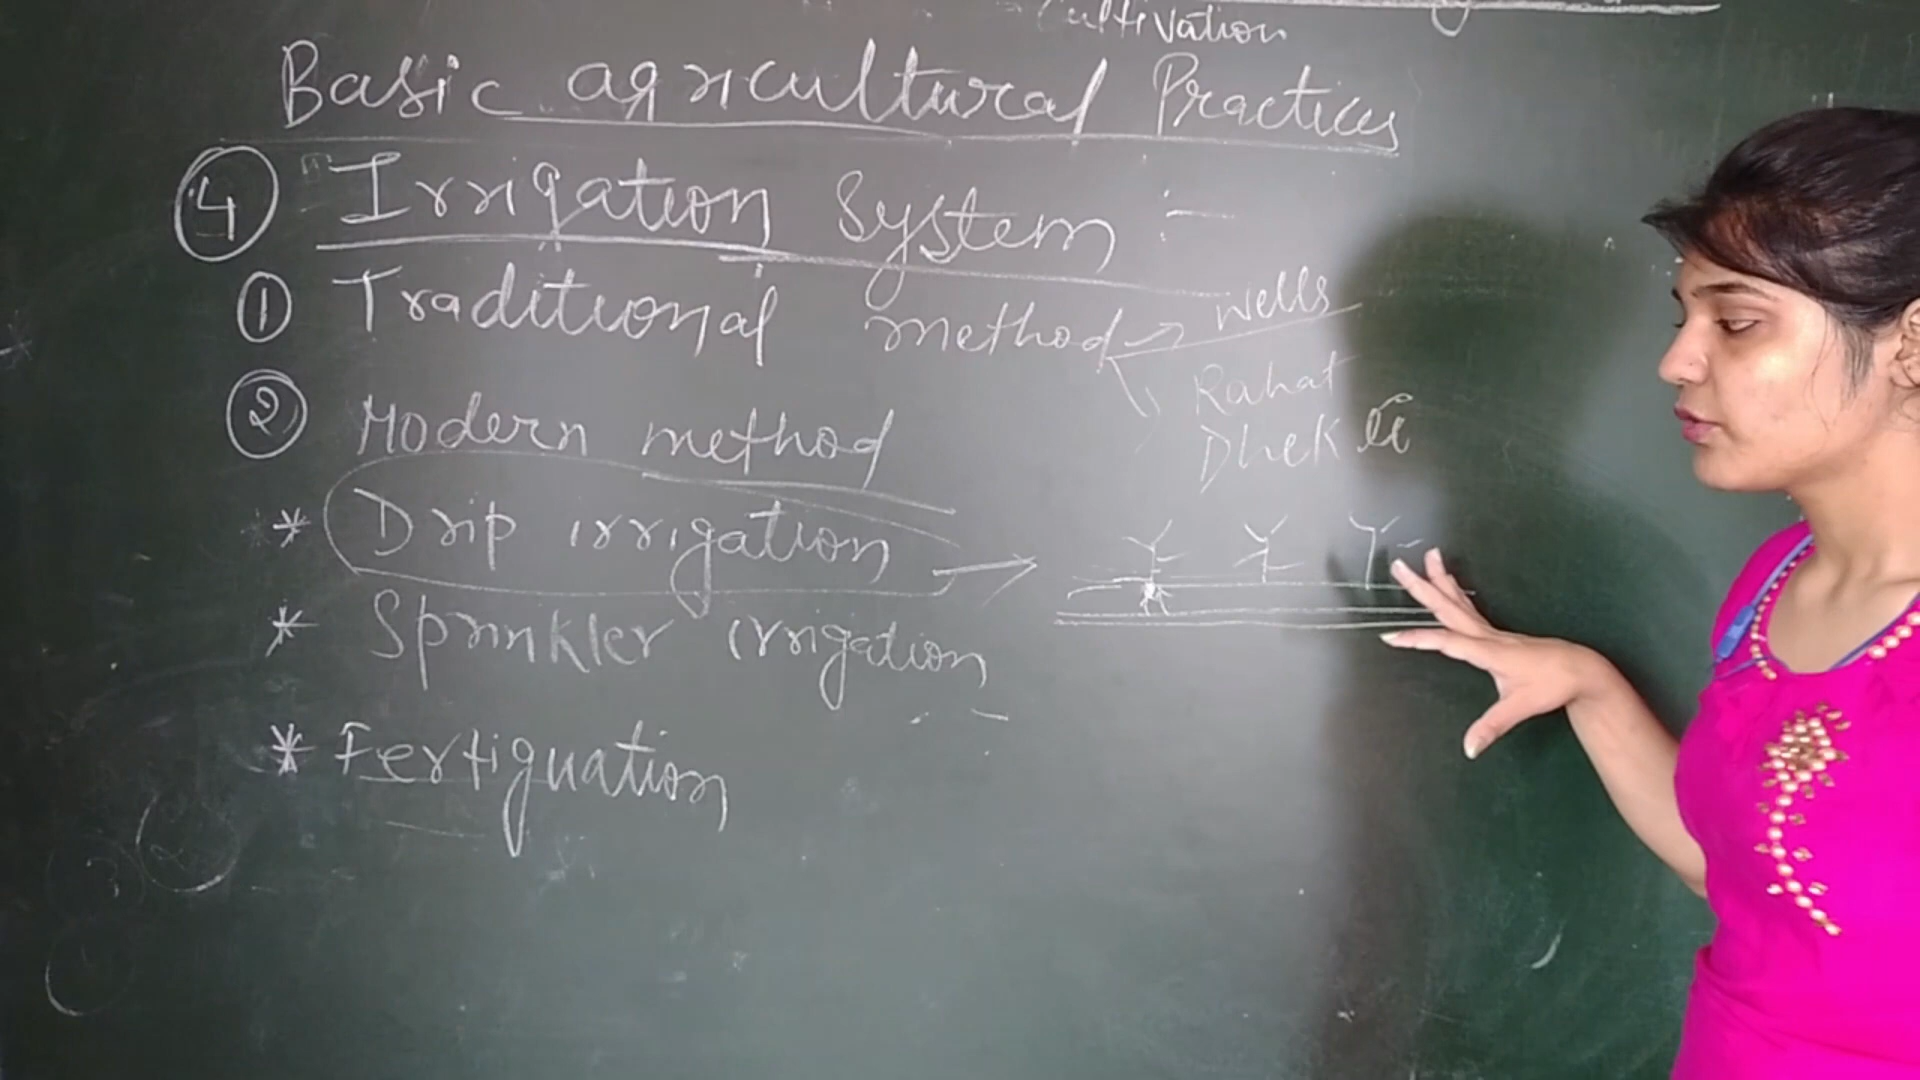 Cultivation
Basic agricultural Practices
4 Irrigation System :-
1 Traditional method → wells
Rahat
Dhekli
2 Modern method
* Drip irrigation →
* Sprinkler irrigation
* Fertiguation